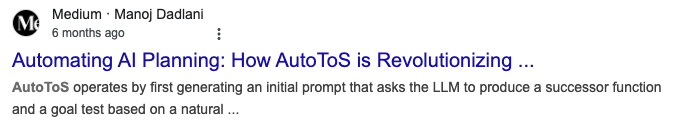 Me
Medium · Manoj Dadlani
6 months ago
Automating AI Planning: How AutoToS is Revolutionizing ...
AutoToS operates by first generating an initial prompt that asks the LLM to produce a successor function
and a goal test based on a natural ...